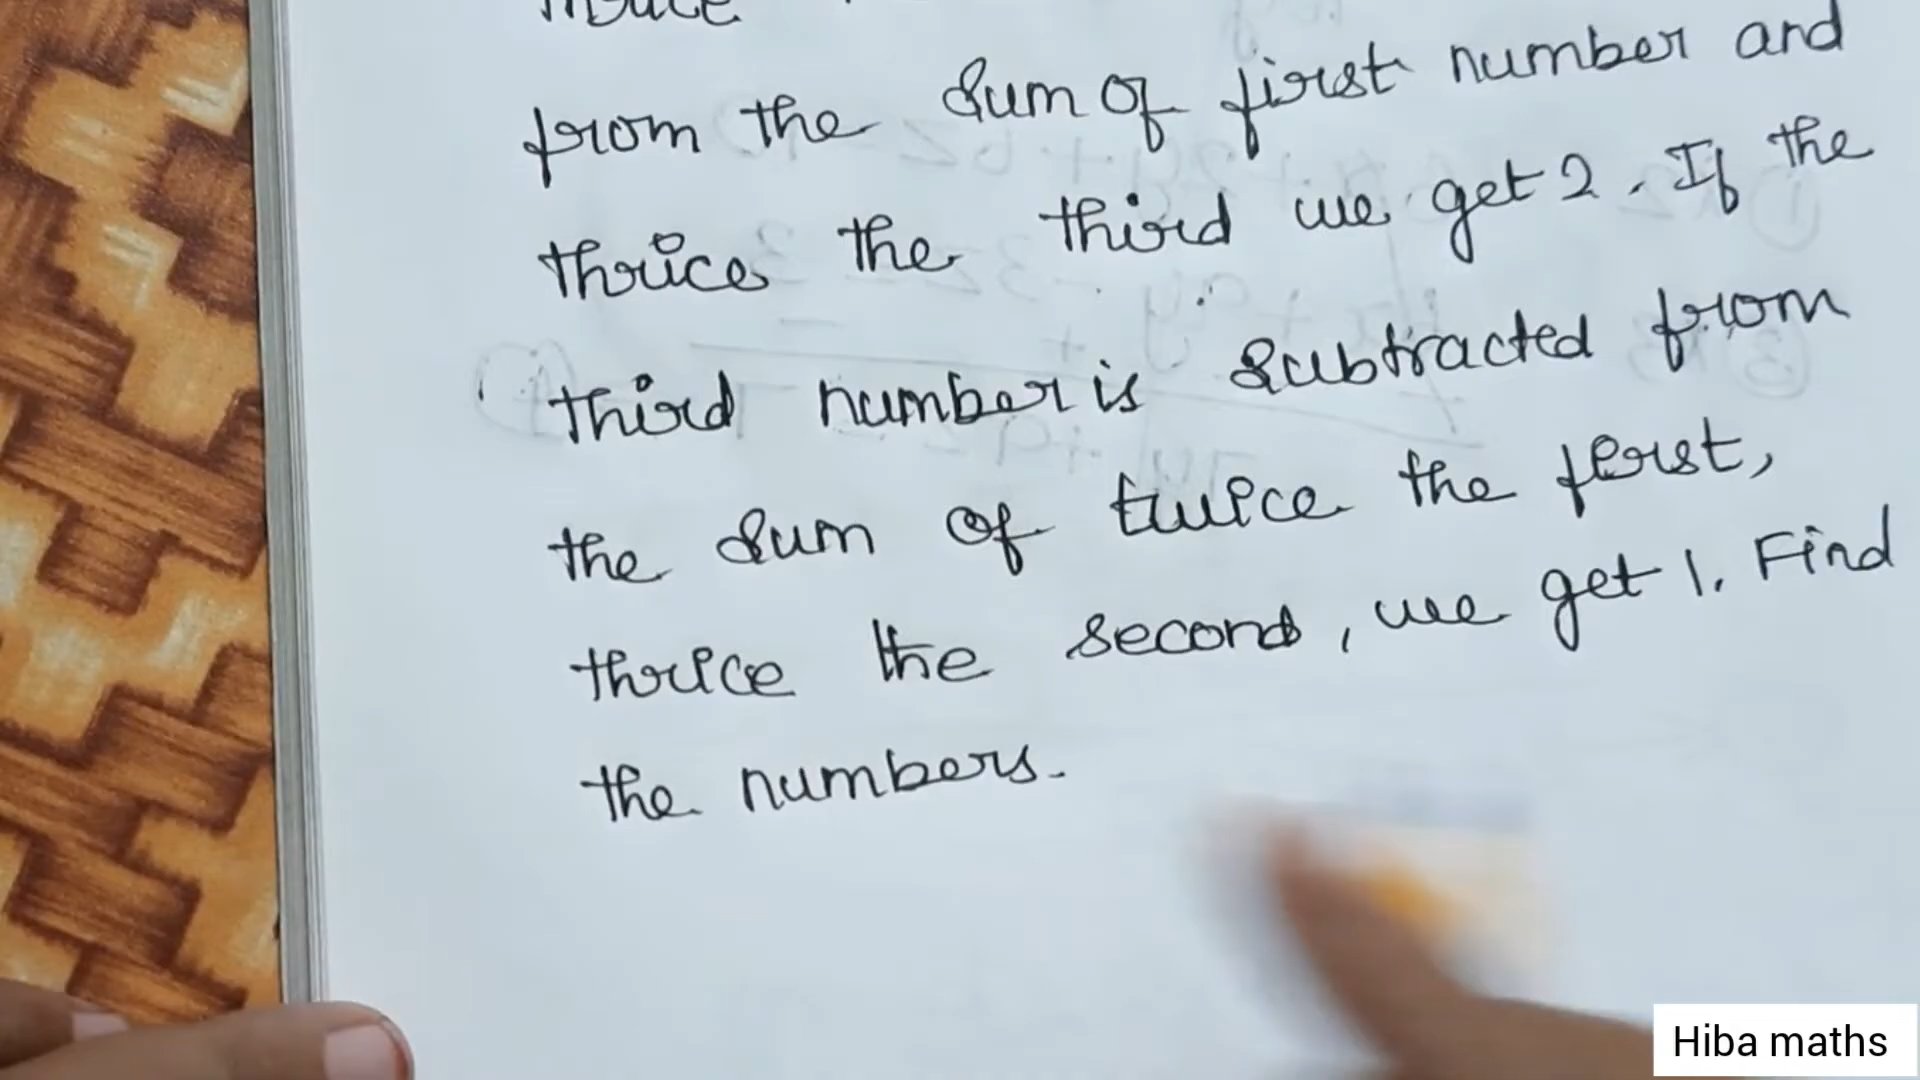 from the sum of first number and
thrice the third we get 2. If the
third number is subtracted from
the sum of twice the first,
thrice the second, we get 1. Find
the numbers.
Hiba maths